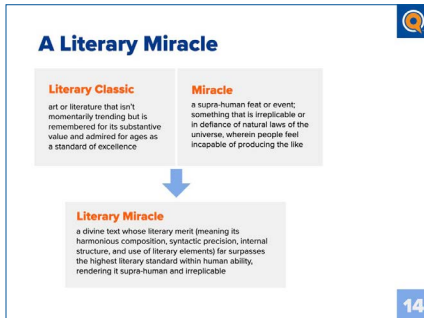 A Literary Miracle
Literary Classic
art or literature that isn't
momentarily trending but is
remembered for its substantive
value and admired for ages as
a standard of excellence
Miracle
a supra-human feat or event;
something that is irreplicable or
in defiance of natural laws of the
universe, wherein people feel
incapable of producing the like
Literary Miracle
a divine text whose literary merit (meaning its
harmonious composition, syntactic precision, internal
structure, and use of literary elements) far surpasses
the highest literary standard within human ability,
rendering it supra-human and irreplicable
14